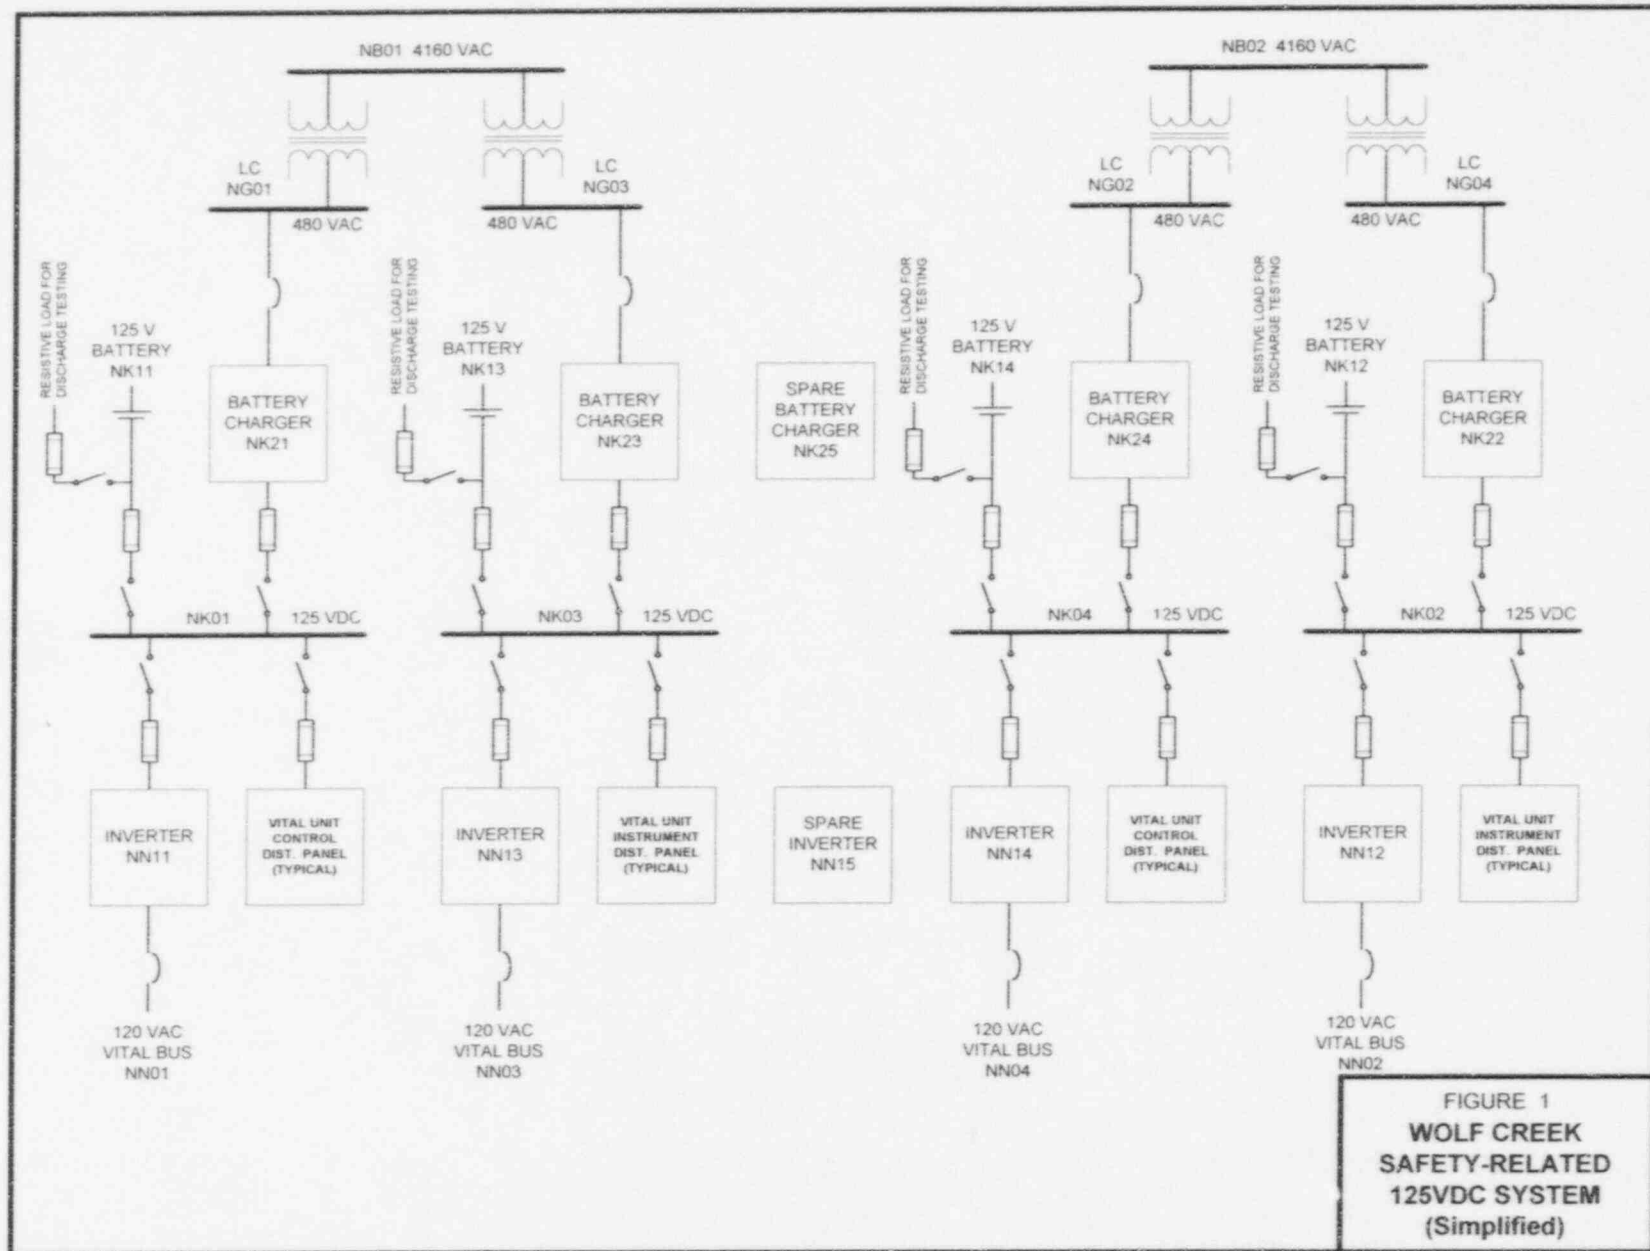 NB01 4160 VAC
NB02 4160 VAC
LC
NG01
480 VAC
LC
NG03
480 VAC
LC
NG02
480 VAC
LC
NG04
480 VAC
RESISTIVE LOAD FOR
DISCHARGE TESTING
125 V
BATTERY
NK11
BATTERY
CHARGER
NK21
RESISTIVE LOAD FOR
DISCHARGE TESTING
125 V
BATTERY
NK13
BATTERY
CHARGER
NK23
SPARE
BATTERY
CHARGER
NK25
RESISTIVE LOAD FOR
DISCHARGE TESTING
125 V
BATTERY
NK14
BATTERY
CHARGER
NK24
RESISTIVE LOAD FOR
DISCHARGE TESTING
125 V
BATTERY
NK12
BATTERY
CHARGER
NK22
NK01 125 VDC
NK03 125 VDC
NK04 125 VDC
NK02 125 VDC
INVERTER
NN11
VITAL UNIT
CONTROL
DIST. PANEL
(TYPICAL)
INVERTER
NN13
VITAL UNIT
INSTRUMENT
DIST. PANEL
(TYPICAL)
SPARE
INVERTER
NN15
INVERTER
NN14
VITAL UNIT
CONTROL
DIST. PANEL
(TYPICAL)
INVERTER
NN12
VITAL UNIT
INSTRUMENT
DIST. PANEL
(TYPICAL)
120 VAC
VITAL BUS
NN01
120 VAC
VITAL BUS
NN03
120 VAC
VITAL BUS
NN04
120 VAC
VITAL BUS
NN02
FIGURE 1
WOLF CREEK
SAFETY-RELATED
125VDC SYSTEM
(Simplified)